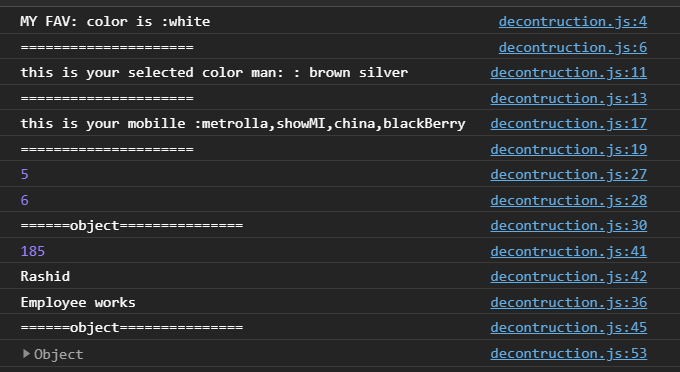 MY FAV: color is :white decontruction.js:4
===================== decontruction.js:6
this is your selected color man: : brown silver decontruction.js:11
===================== decontruction.js:13
this is your mobille :metrolla,showMI,china,blackBerry decontruction.js:17
===================== decontruction.js:19
5 decontruction.js:27
6 decontruction.js:28
======object=============== decontruction.js:30
185 decontruction.js:41
Rashid decontruction.js:42
Employee works decontruction.js:36
======object=============== decontruction.js:45
Object decontruction.js:53